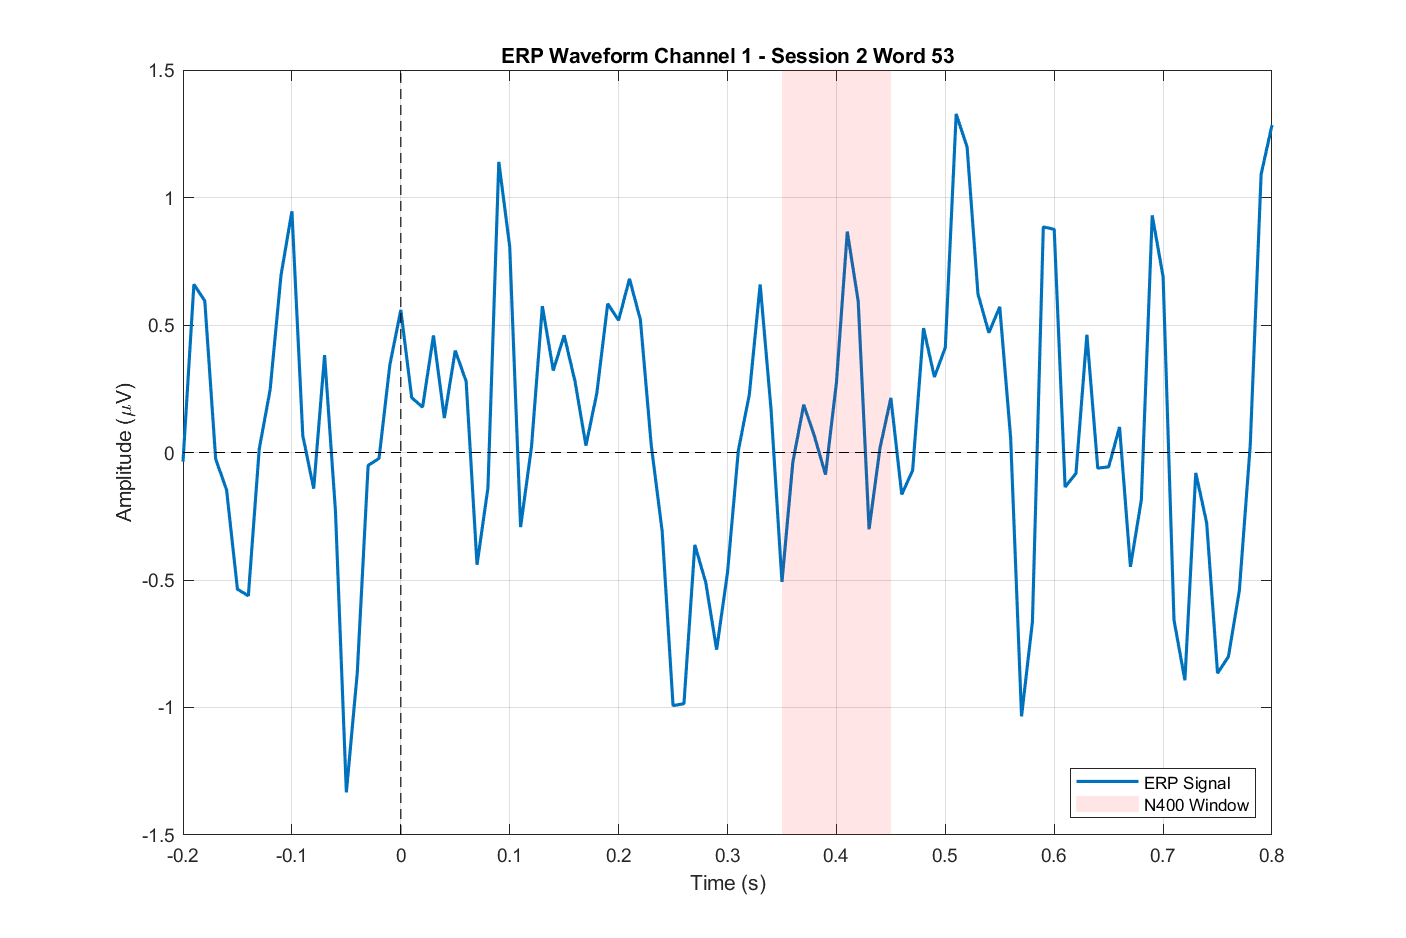 ERP Waveform Channel 1 - Session 2 Word 53
1.5
1
0.5
0
-0.5
-1
-1.5
Amplitude (μV)
-0.2 -0.1 0 0.1 0.2 0.3 0.4 0.5 0.6 0.7 0.8
Time (s)
ERP Signal
N400 Window